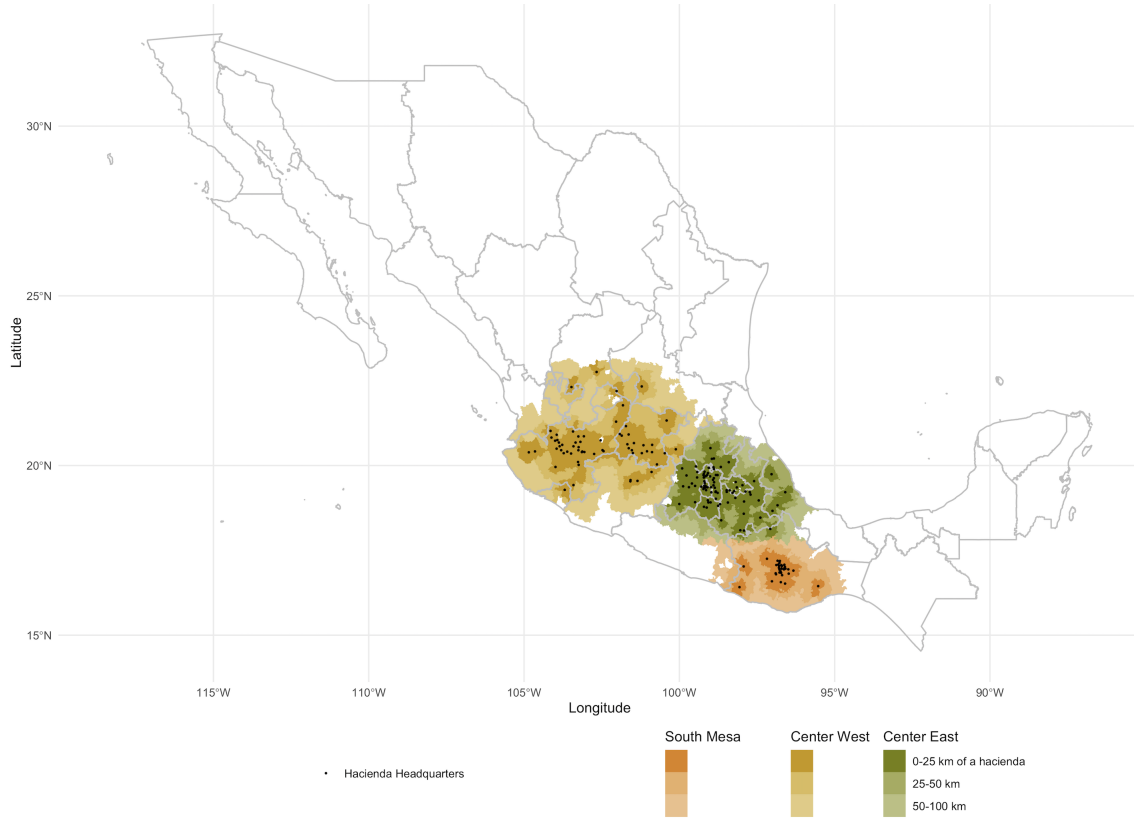 30°N
25°N
20°N
15°N
Latitude
115°W 110°W 105°W 100°W 95°W 90°W
Longitude
South Mesa Center West Center East
0-25 km of a hacienda
Hacienda Headquarters
25-50 km
50-100 km